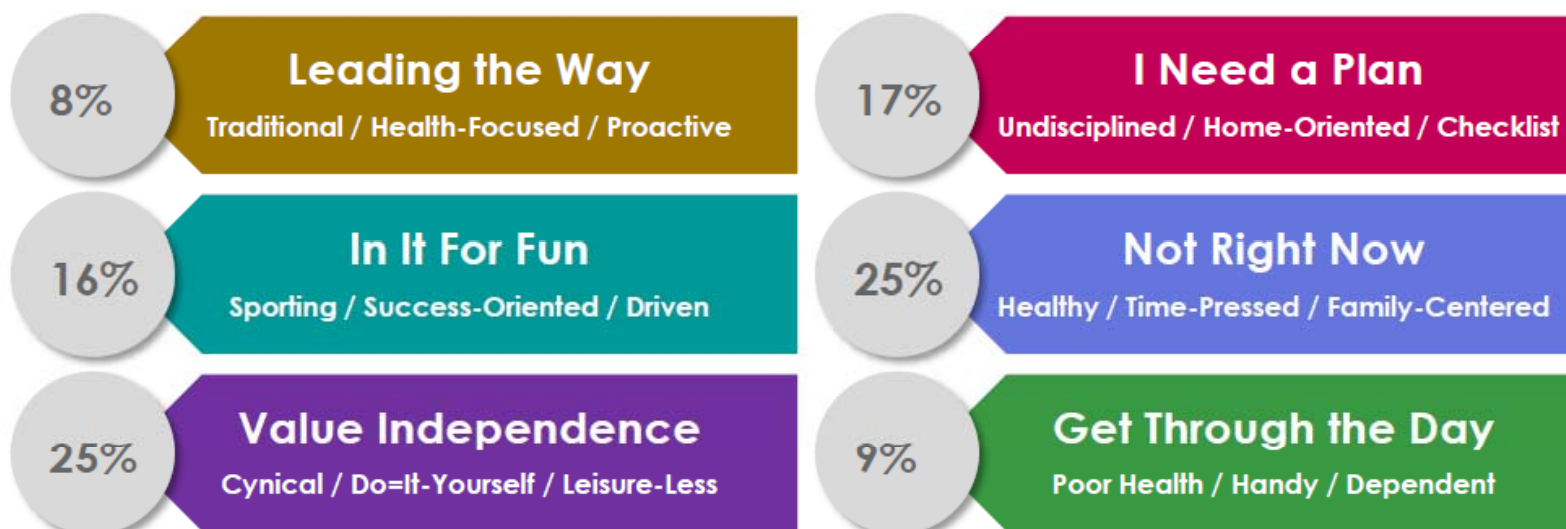 8%
Leading the Way
Traditional / Health-Focused / Proactive
17%
I Need a Plan
Undisciplined / Home-Oriented / Checklist
16%
In It For Fun
Sporting / Success-Oriented / Driven
25%
Not Right Now
Healthy / Time-Pressed / Family-Centered
25%
Value Independence
Cynical / Do=It-Yourself / Leisure-Less
9%
Get Through the Day
Poor Health / Handy / Dependent